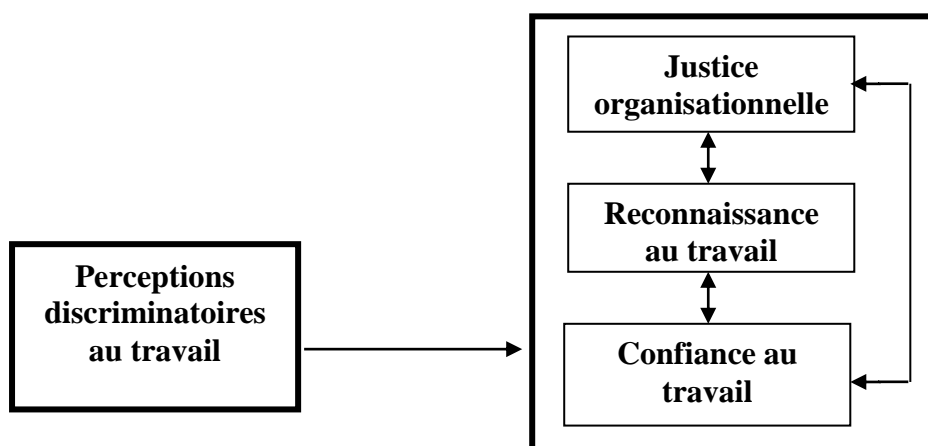 Justice
organisationnelle
Reconnaissance
au travail
Perceptions
discriminatoires
au travail
Confiance au
travail